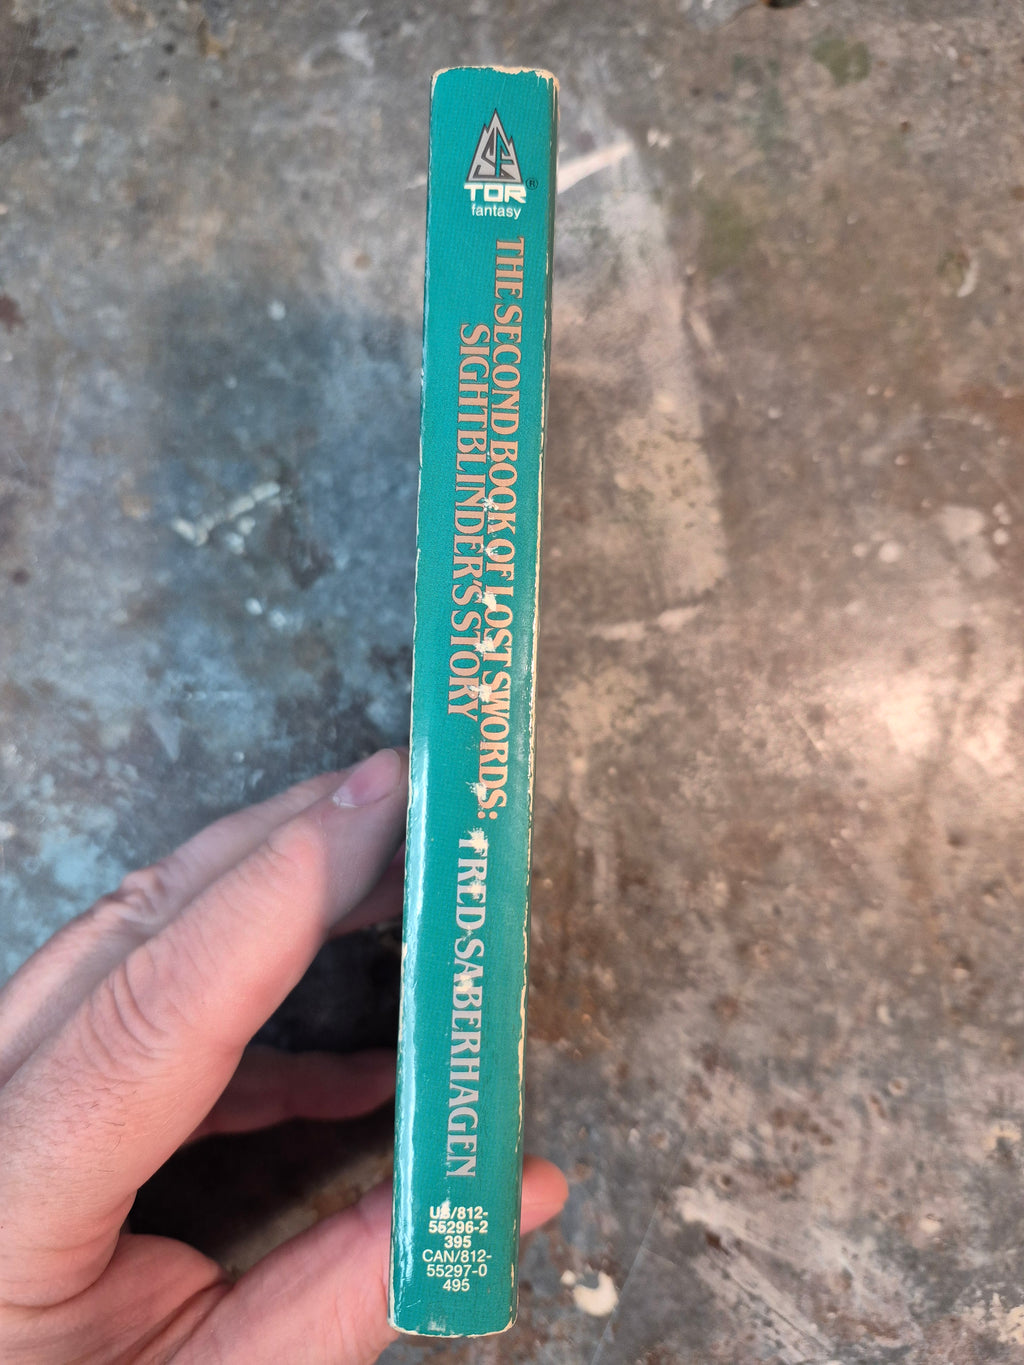 SF
TOR®
fantasy
THE SECOND BOOK OF LOST SWORDS:
SIGHTBLINDER'S STORY
FRED SABERHAGEN
US/812-
55296-2
395
CAN/812-
55297-0
495